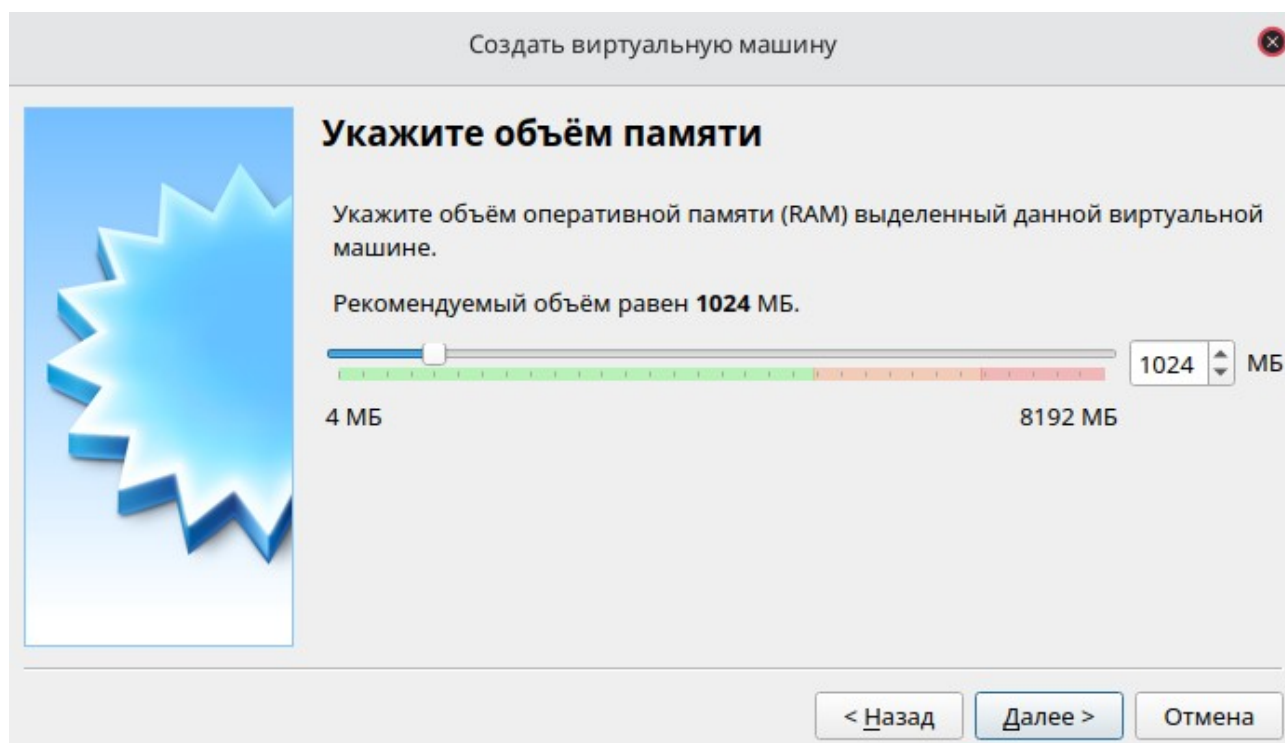 Создать виртуальную машину
Укажите объём памяти
Укажите объём оперативной памяти (RAM) выделенный данной виртуальной
машине.
Рекомендуемый объём равен 1024 МБ.
1024 МБ
4 МБ 8192 МБ
< Назад Далее > Отмена